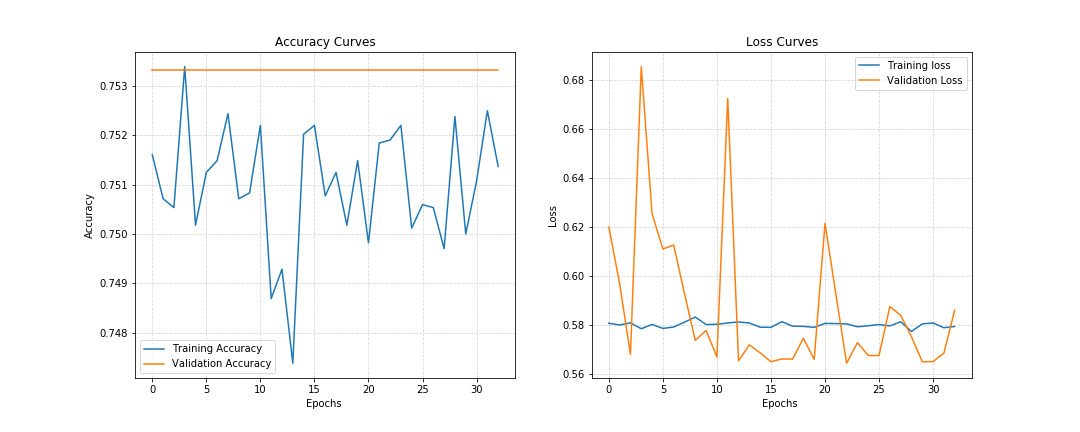 Accuracy Curves
0.753
0.752
0.751
0.750
0.749
0.748
Accuracy
Training Accuracy
Validation Accuracy
0 5 10 15 20 25 30
Epochs
Loss Curves
0.68
0.66
0.64
0.62
0.60
0.58
0.56
Loss
Training loss
Validation Loss
0 5 10 15 20 25 30
Epochs